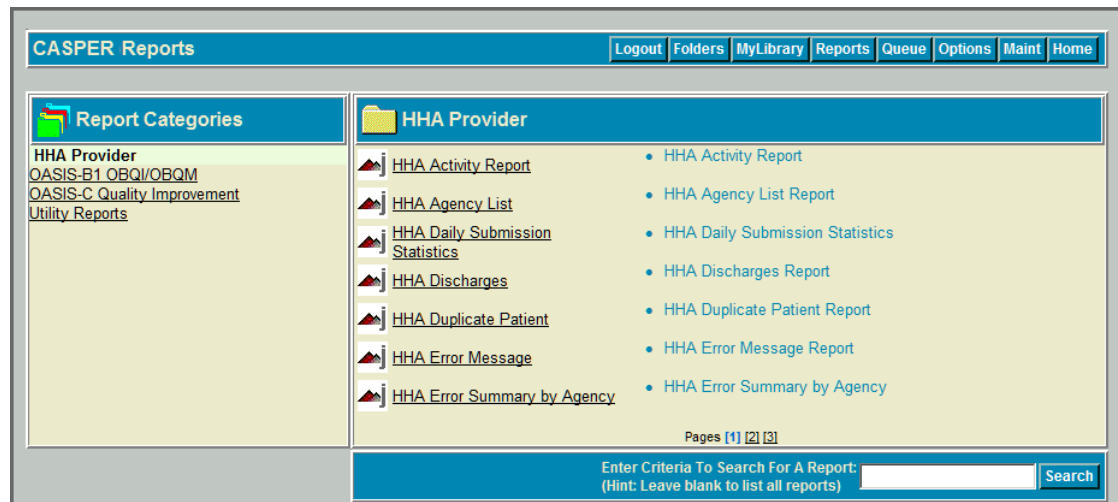 CASPER Reports
Logout Folders MyLibrary Reports Queue Options Maint Home
Report Categories
HHA Provider
OASIS-B1 OBQI/OBQM
OASIS-C Quality Improvement
Utility Reports
HHA Provider
HHA Activity Report
• HHA Activity Report
HHA Agency List
• HHA Agency List Report
HHA Daily Submission
Statistics
• HHA Daily Submission Statistics
HHA Discharges
• HHA Discharges Report
HHA Duplicate Patient
• HHA Duplicate Patient Report
HHA Error Message
• HHA Error Message Report
HHA Error Summary by Agency
• HHA Error Summary by Agency
Pages [1] [2] [3]
Enter Criteria To Search For A Report:
(Hint: Leave blank to list all reports)
Search